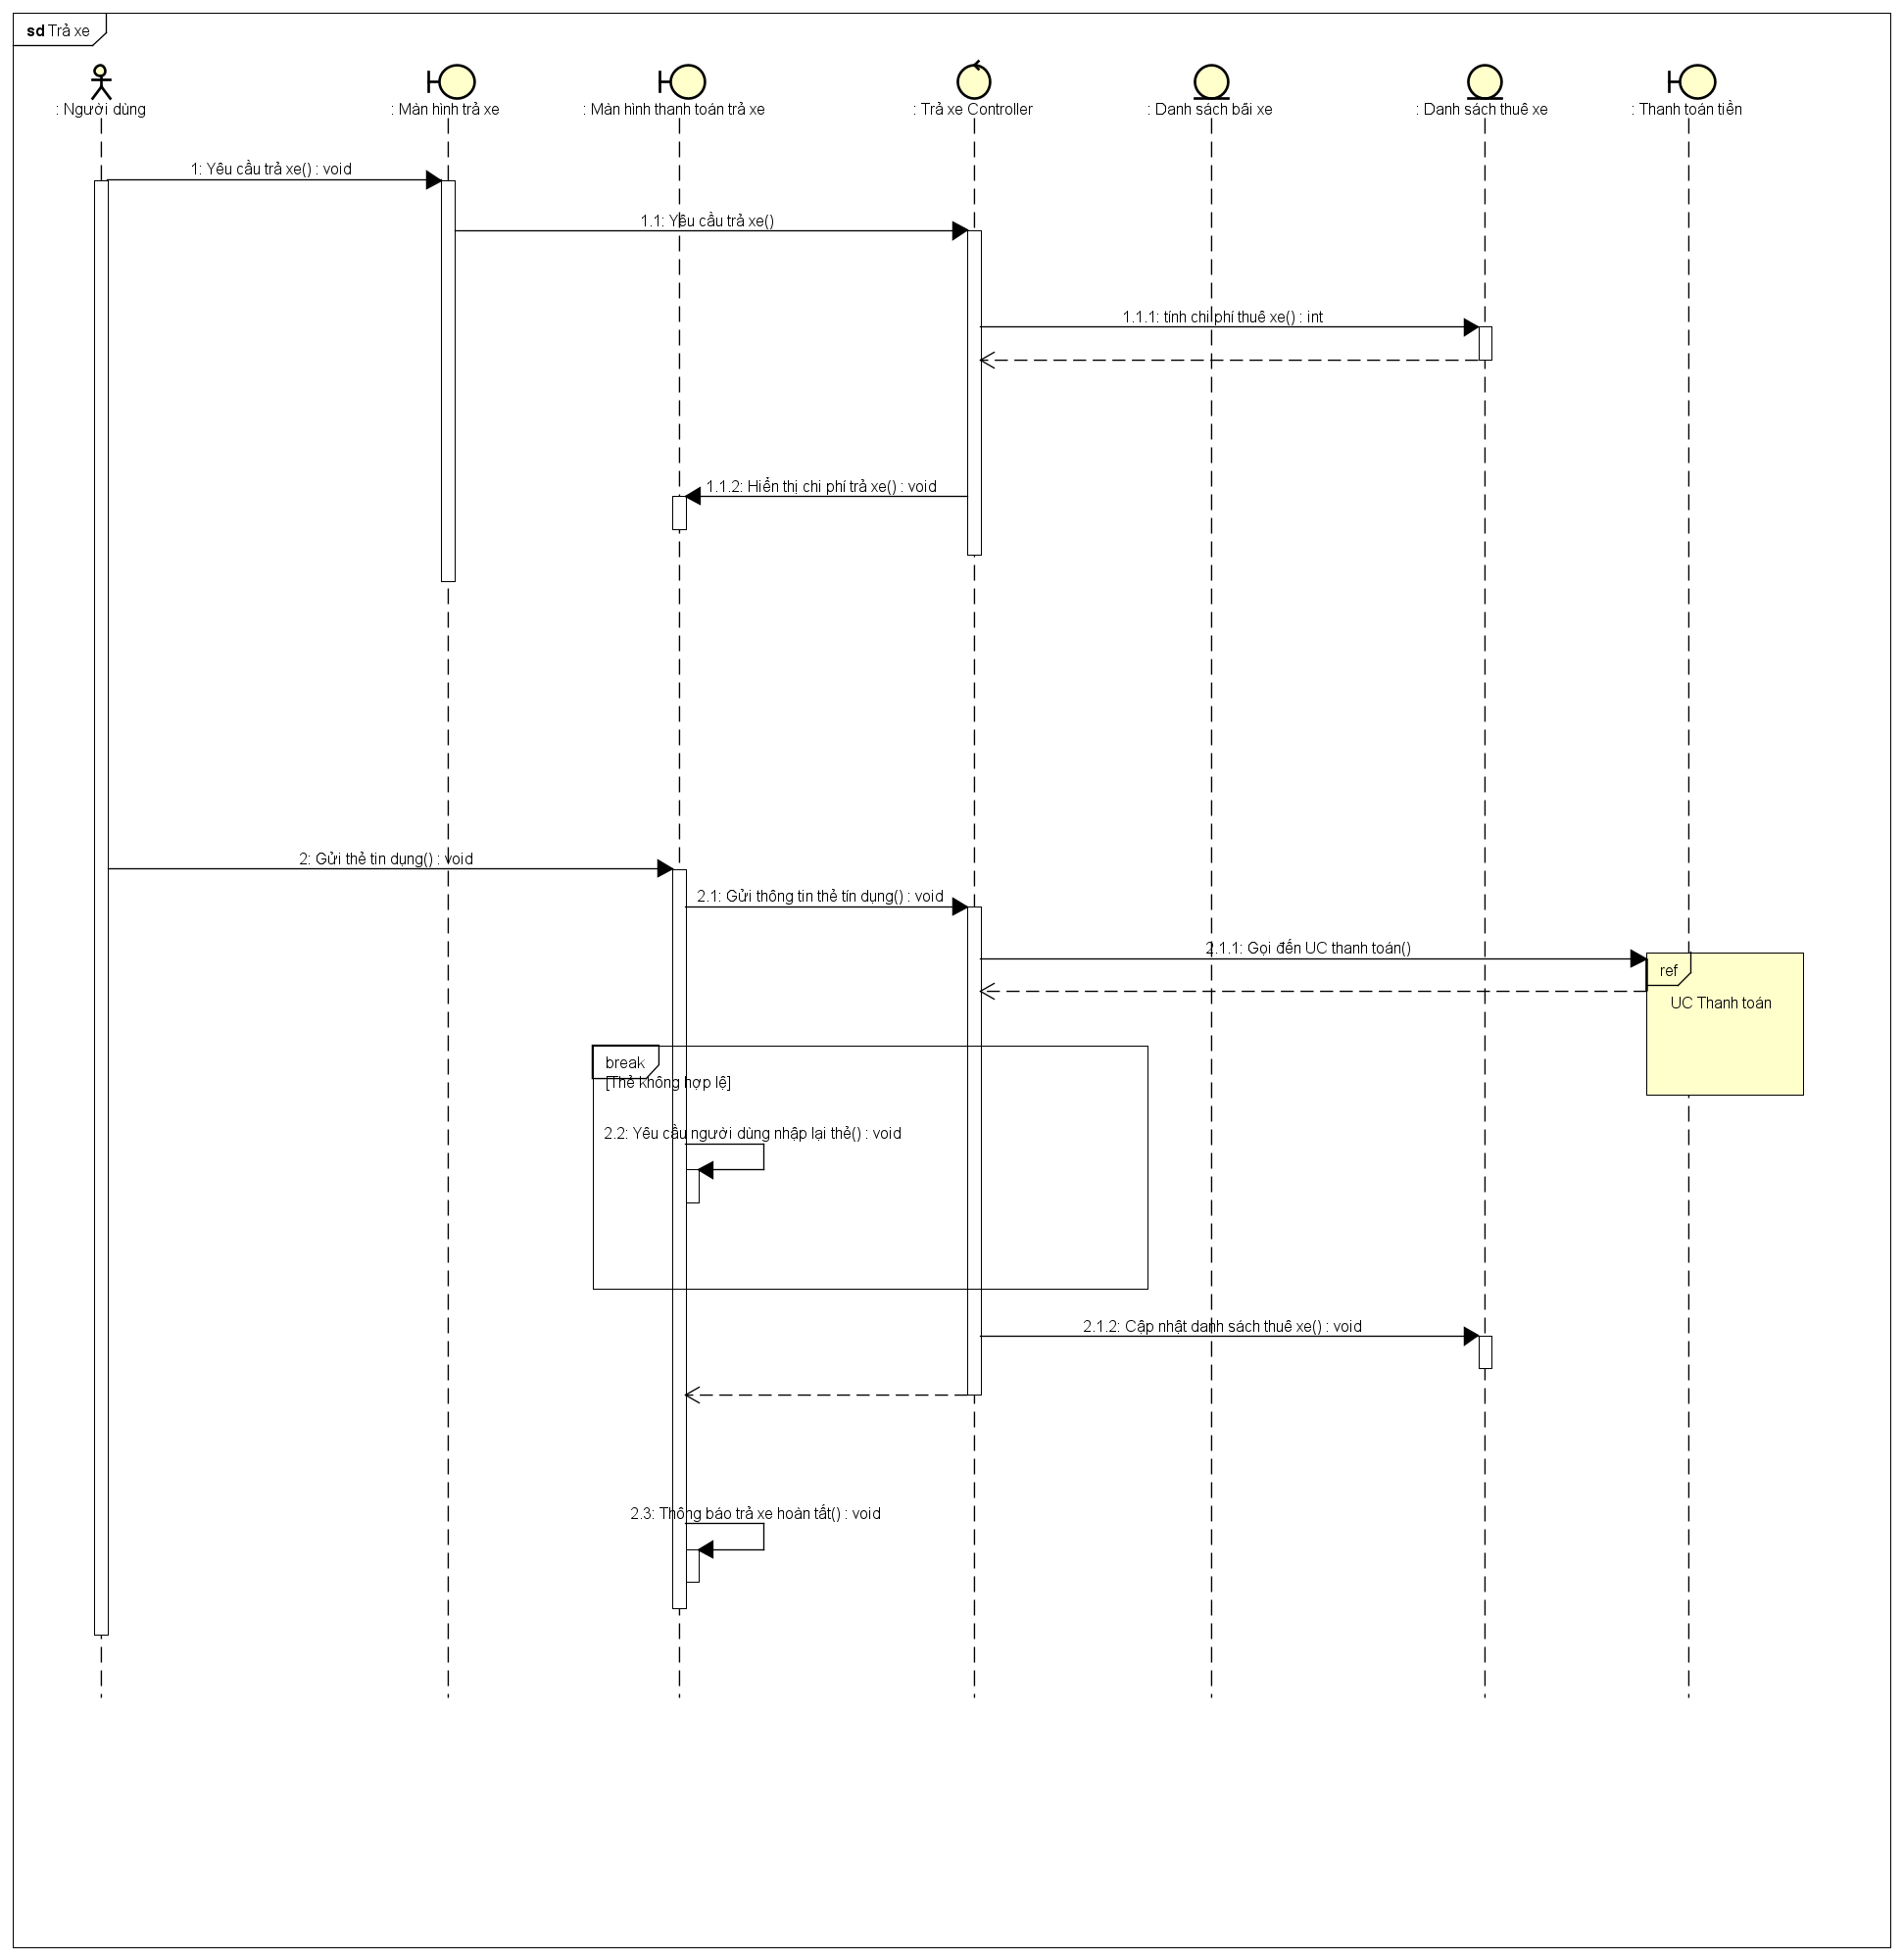 sd Trả xe
: Người dùng
: Màn hình trả xe
: Màn hình thanh toán trả xe
: Trả xe Controller
: Danh sách bãi xe
: Danh sách thuê xe
: Thanh toán tiền
1: Yêu cầu trả xe() : void
1.1: Yêu cầu trả xe()
1.1.1: tính chi phí thuê xe() : int
1.1.2: Hiển thị chi phí trả xe() : void
2: Gửi thẻ tin dụng() : void
2.1: Gửi thông tin thẻ tín dụng() : void
2.1.1: Gọi đến UC thanh toán()
ref
UC Thanh toán
break
[Thẻ không hợp lệ]
2.2: Yêu cầu người dùng nhập lại thẻ() : void
2.1.2: Cập nhật danh sách thuê xe() : void
2.3: Thông báo trả xe hoàn tất() : void